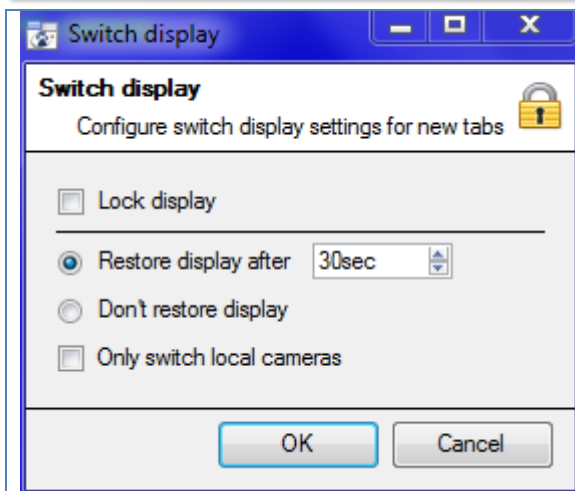 Switch display
Switch display
Configure switch display settings for new tabs
Lock display
Restore display after 30sec
Don't restore display
Only switch local cameras
OK Cancel